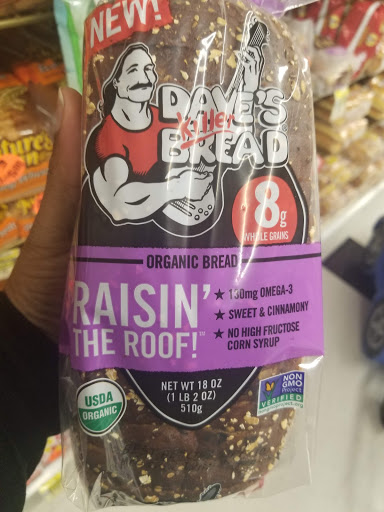 NEW!
DAVE'S
Killer
BREAD
8g
WHOLE GRAINS
ORGANIC BREAD
RAISIN'
THE ROOF!™
★ 130mg OMEGA-3
★ SWEET & CINNAMONY
★ NO HIGH FRUCTOSE
CORN SYRUP
USDA
ORGANIC
NET WT 18 OZ
(1 LB 2 OZ)
510g
NON
GMO
Project
VERIFIED